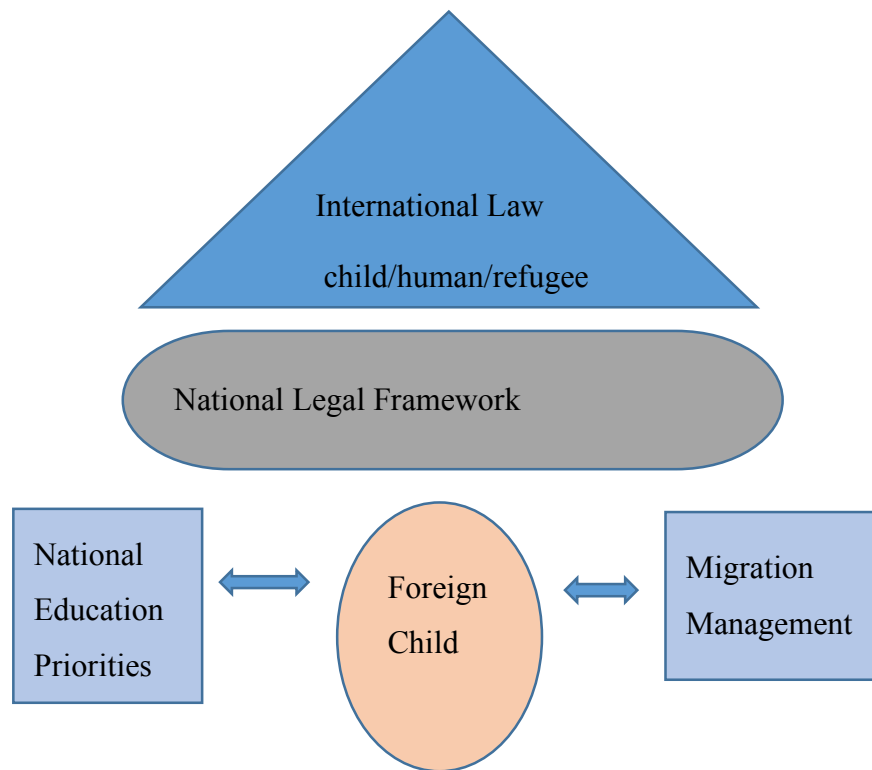 International Law
child/human/refugee
National Legal Framework
National
Education
Priorities
Foreign
Child
Migration
Management